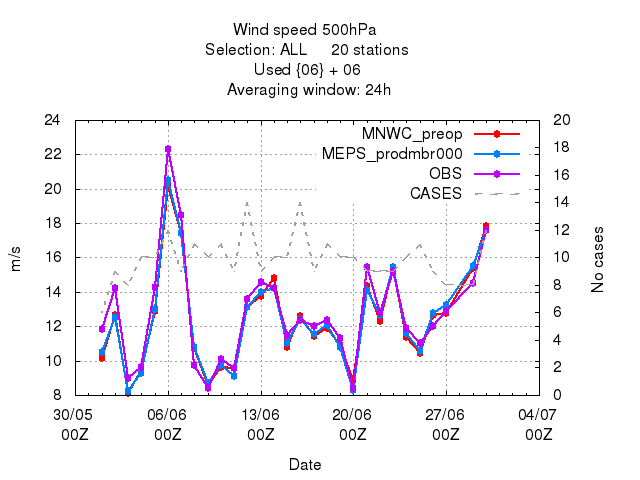 Wind speed 500hPa
Selection: ALL 20 stations
Used {06} + 06
Averaging window: 24h
24
22
20
18
16
14
12
10
8
m/s
20
18
16
14
12
10
8
6
4
2
0
No cases
MNWC_preop
MEPS_prodmbr000
OBS
CASES
30/05 06/06 13/06 20/06 27/06 04/07
00Z 00Z 00Z 00Z 00Z 00Z
Date